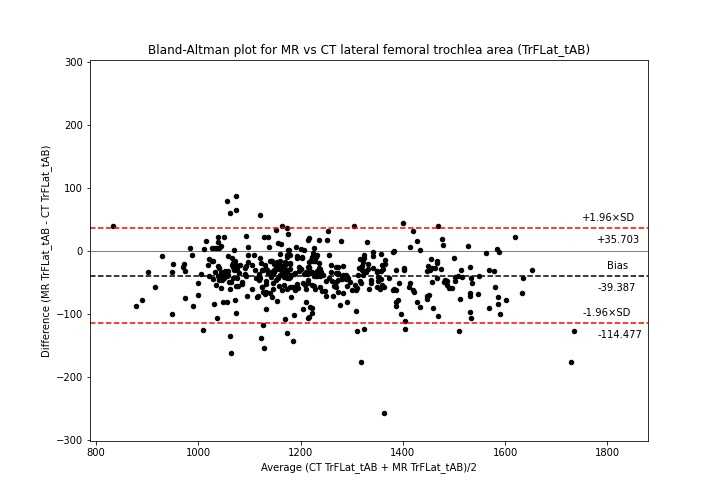 Bland-Altman plot for MR vs CT lateral femoral trochlea area (TrFLat_tAB)
300
200
100
0
−100
−200
−300
Difference (MR TrFLat_tAB - CT TrFLat_tAB)
+1.96×SD
+35.703
Bias
-39.387
-1.96×SD
-114.477
800
1000
1200
1400
1600
1800
Average (CT TrFLat_tAB + MR TrFLat_tAB)/2